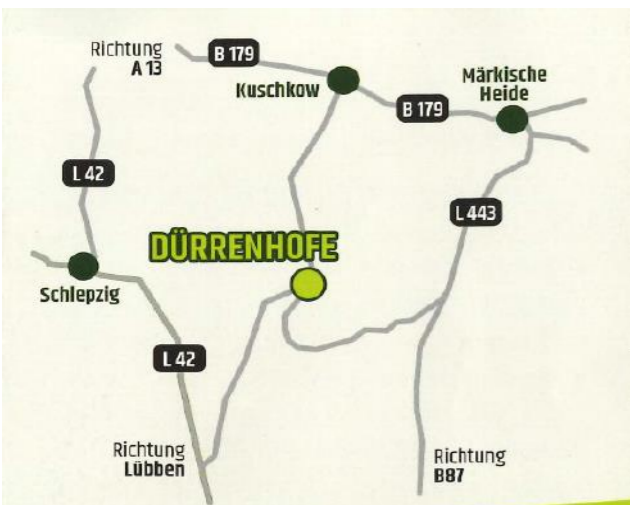 Richtung
A 13
B 179
Kuschkow
Märkische
Heide
B 179
L 42
L 443
DÜRRENHOFE
Schlepzig
L 42
Richtung
Lübben
Richtung
B87